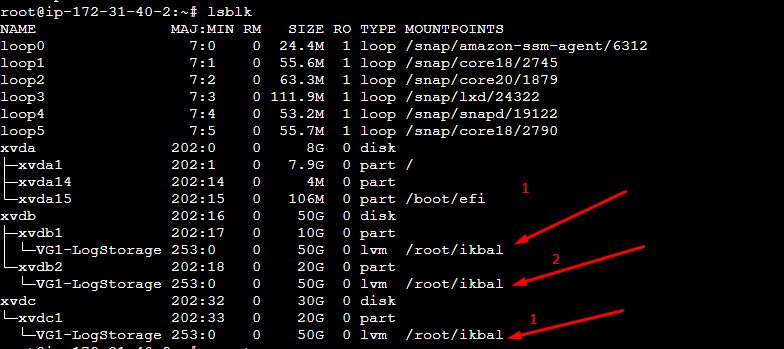 root@ip-172-31-40-2:~# lsblk
NAME MAJ:MIN RM SIZE RO TYPE MOUNTPOINTS
loop0 7:0 0 24.4M 1 loop /snap/amazon-ssm-agent/6312
loop1 7:1 0 55.6M 1 loop /snap/core18/2745
loop2 7:2 0 63.3M 1 loop /snap/core20/1879
loop3 7:3 0 111.9M 1 loop /snap/lxd/24322
loop4 7:4 0 53.2M 1 loop /snap/snapd/19122
loop5 7:5 0 55.7M 1 loop /snap/core18/2790
xvda 202:0 0 8G 0 disk
├─xvda1 202:1 0 7.9G 0 part /
├─xvda14 202:14 0 4M 0 part
└─xvda15 202:15 0 106M 0 part /boot/efi 1
xvdb 202:16 0 50G 0 disk
├─xvdb1 202:17 0 10G 0 part
│ └─VG1-LogStorage 253:0 0 50G 0 lvm /root/ikbal
└─xvdb2 202:18 0 20G 0 part 2
└─VG1-LogStorage 253:0 0 50G 0 lvm /root/ikbal
xvdc 202:32 0 30G 0 disk
└─xvdc1 202:33 0 20G 0 part 1
└─VG1-LogStorage 253:0 0 50G 0 lvm /root/ikbal